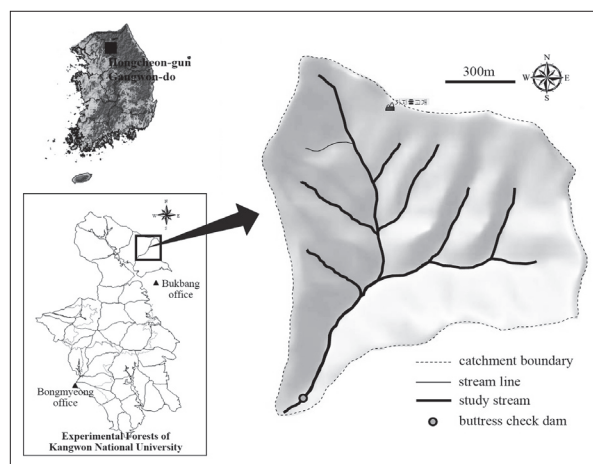 Hongcheon-gun
Gangwon-do
300m
N
W
E
S
N
W
E
Bukbang
office
Bongmyeong
office
Experimental Forests of
Kangwon National University
catchment boundary
stream line
study stream
buttress check dam